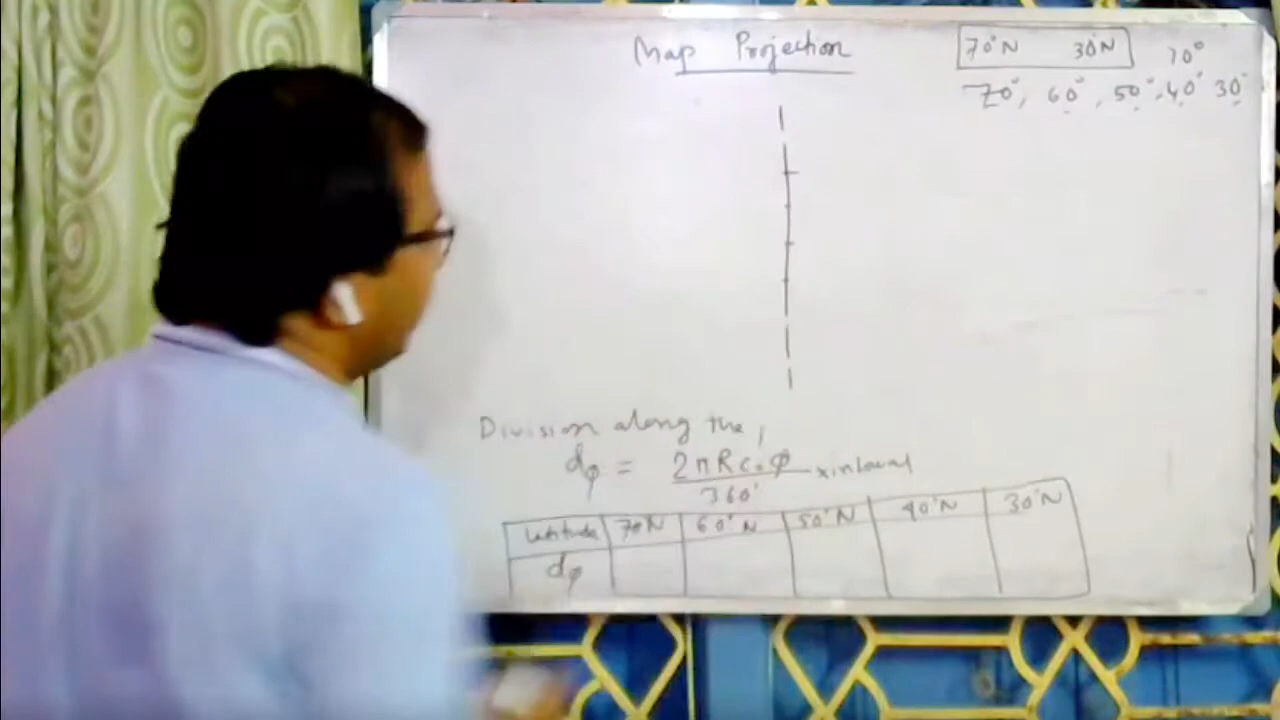 Map Projection
70°N 30°N 10°
70°, 60°, 50°, 40° 30°
Division along the,
dφ = 2πR cosφ / 360° × interval
Latitude 70°N 60°N 50°N 40°N 30°N
dφ